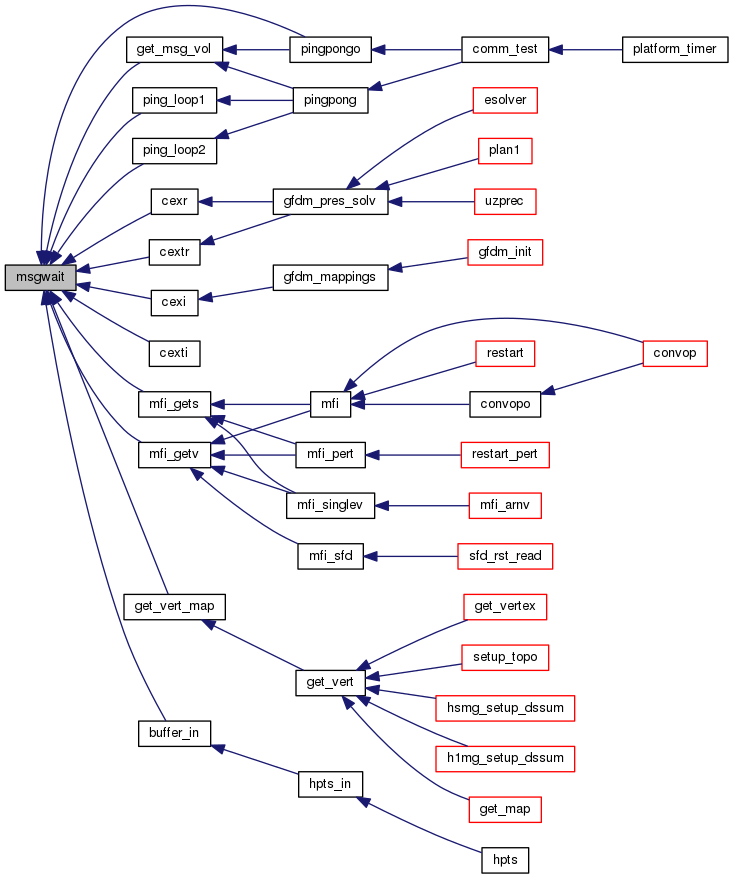 get_msg_vol
pingpongo
comm_test
platform_timer
ping_loop1
pingpong
esolver
ping_loop2
plan1
cexr
gfdm_pres_solv
uzprec
cextr
gfdm_init
msgwait
gfdm_mappings
cexi
cexti
restart
convop
mfi_gets
mfi
convopo
mfi_getv
mfi_pert
restart_pert
mfi_singlev
mfi_arnv
mfi_sfd
sfd_rst_read
get_vert_map
get_vertex
setup_topo
get_vert
hsmg_setup_dssum
buffer_in
h1mg_setup_dssum
hpts_in
get_map
hpts